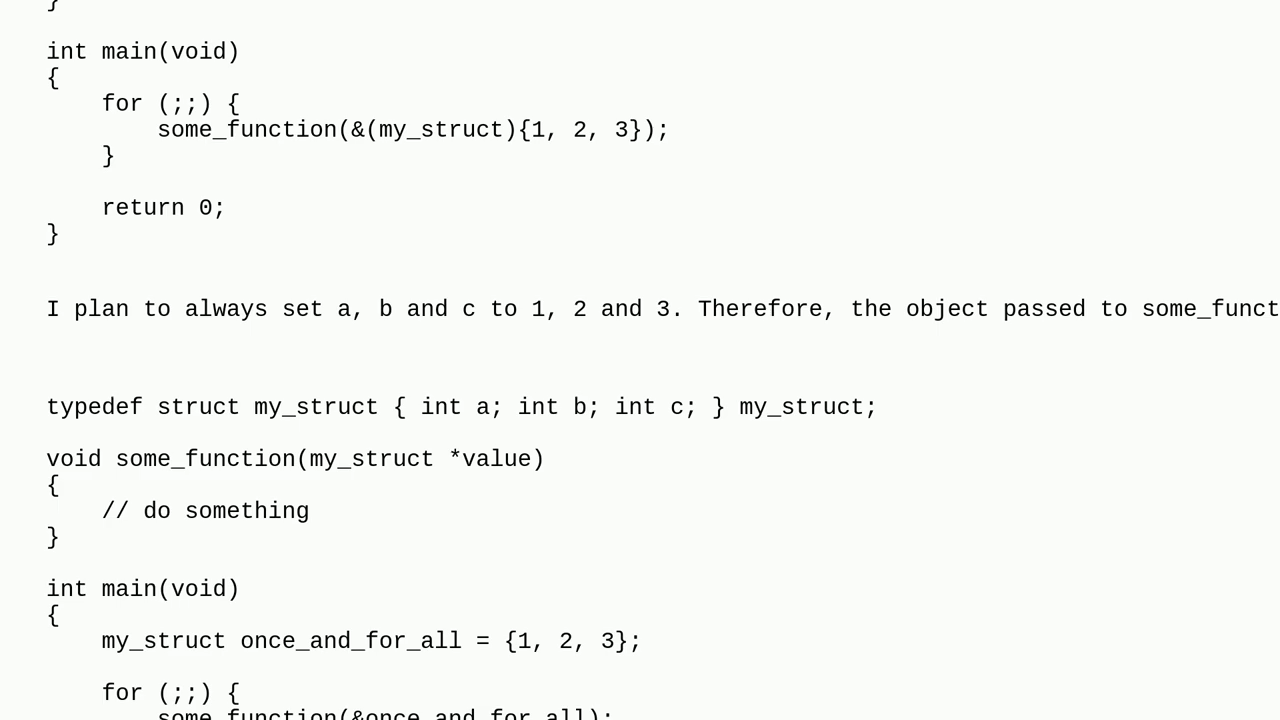 }
int main(void)
{
    for (;;) {
        some_function(&(my_struct){1, 2, 3});
    }
    return 0;
}
I plan to always set a, b and c to 1, 2 and 3. Therefore, the object passed to some_funct
typedef struct my_struct { int a; int b; int c; } my_struct;
void some_function(my_struct *value)
{
    // do something
}
int main(void)
{
    my_struct once_and_for_all = {1, 2, 3};
    for (;;) {
        some_function(&once_and_for_all);